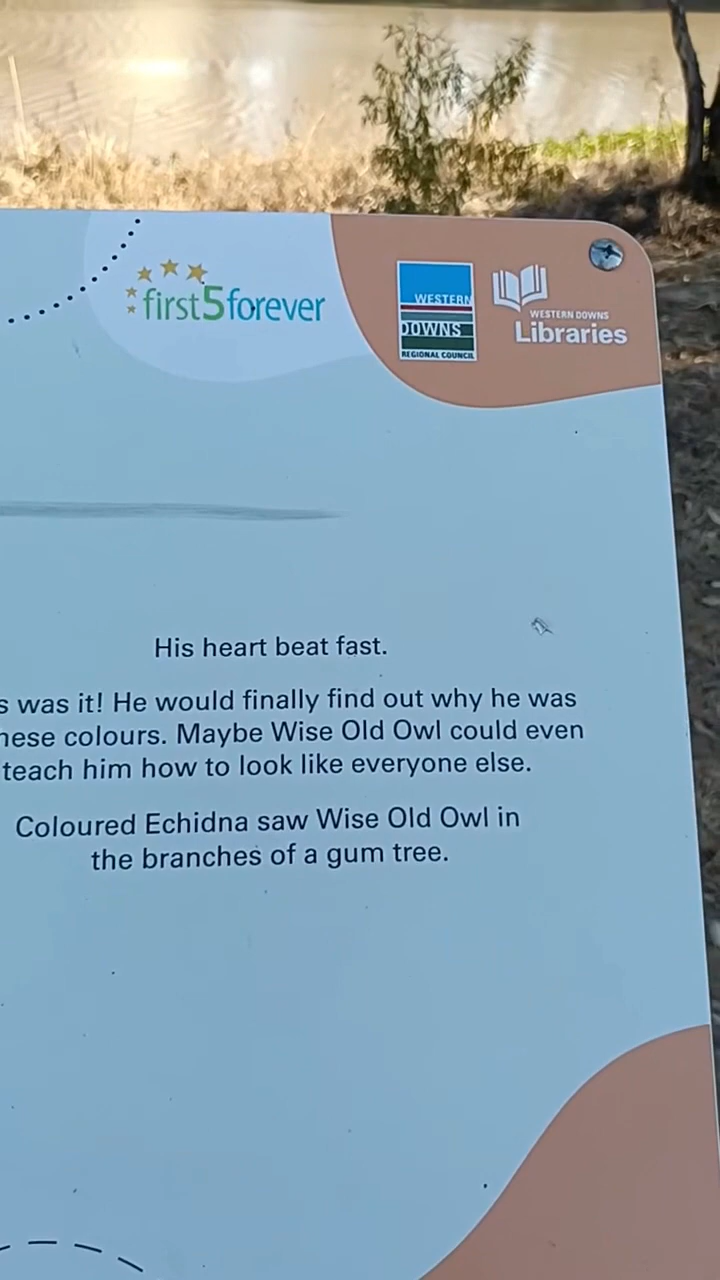 first5forever
WESTERN
DOWNS
REGIONAL COUNCIL
WESTERN DOWNS
Libraries
His heart beat fast.
was it! He would finally find out why he was
colours. Maybe Wise Old Owl could even
teach him how to look like everyone else.
Coloured Echidna saw Wise Old Owl in
the branches of a gum tree.